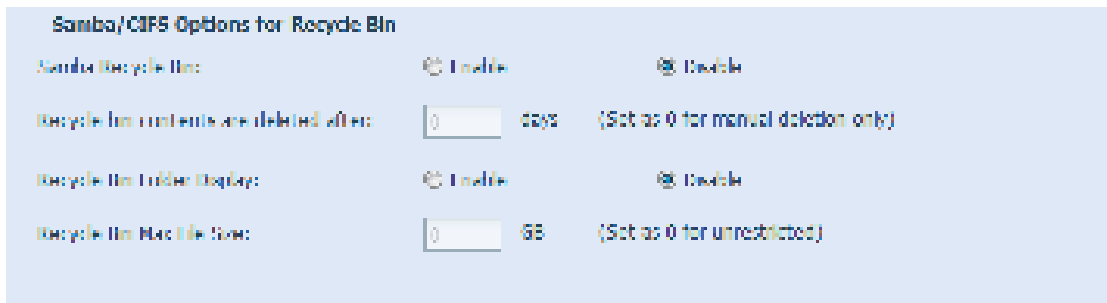 Samba/CIFS Options for Recycle Bin
Samba Recycle Bin: Enable Disable
Recycle bin contents are deleted after: 0 days (Set as 0 for manual deletion only)
Recycle Bin Folder Display: Enable Disable
Recycle Bin Max File Size: 0 GB (Set as 0 for unrestricted)